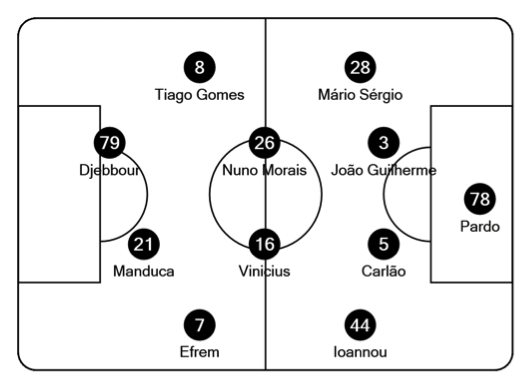 8
Tiago Gomes
28
Mário Sérgio
79
Djebbour
26
Nuno Morais
3
João Guilherme
78
Pardo
21
Manduca
16
Vinicius
5
Carlão
7
Efrem
44
Ioannou